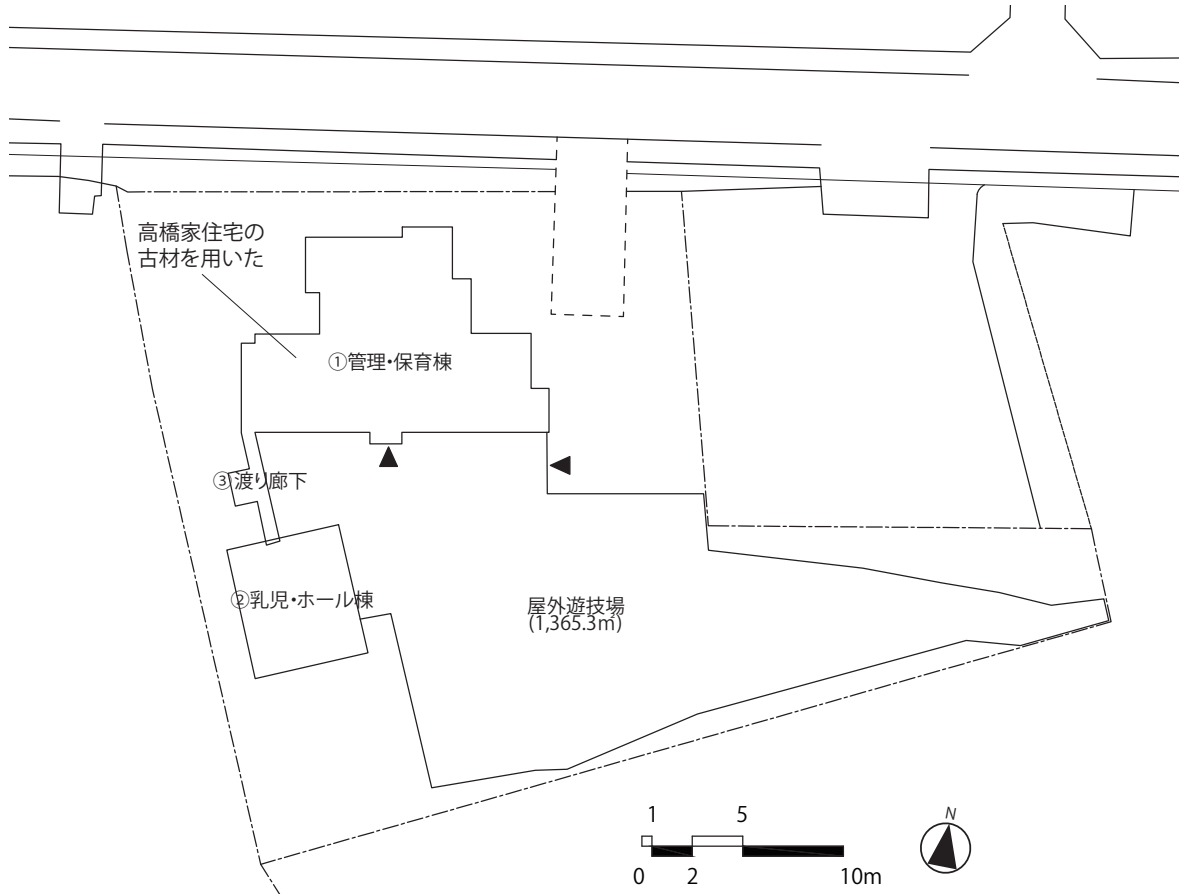 高橋家住宅の
古材を用いた
①管理・保育棟
③渡り廊下
②乳児・ホール棟
屋外遊技場
(1,365.3㎡)
1 5
0 2 10m
N